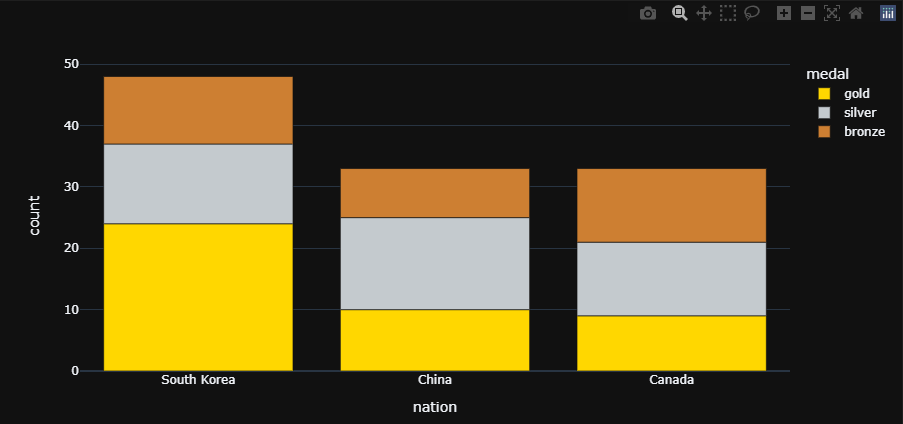 50
40
30
20
10
0
count
South Korea
China
Canada
nation
medal
gold
silver
bronze